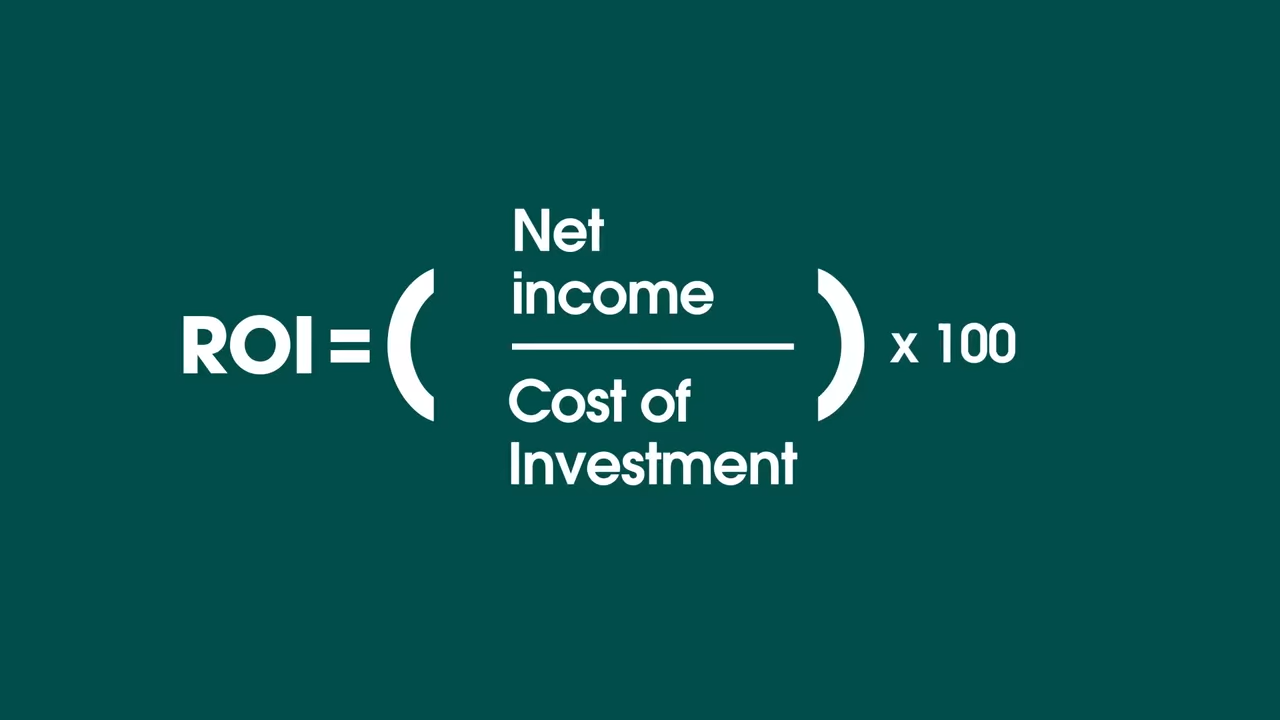 Net
income
ROI = ( ) x 100
Cost of
Investment